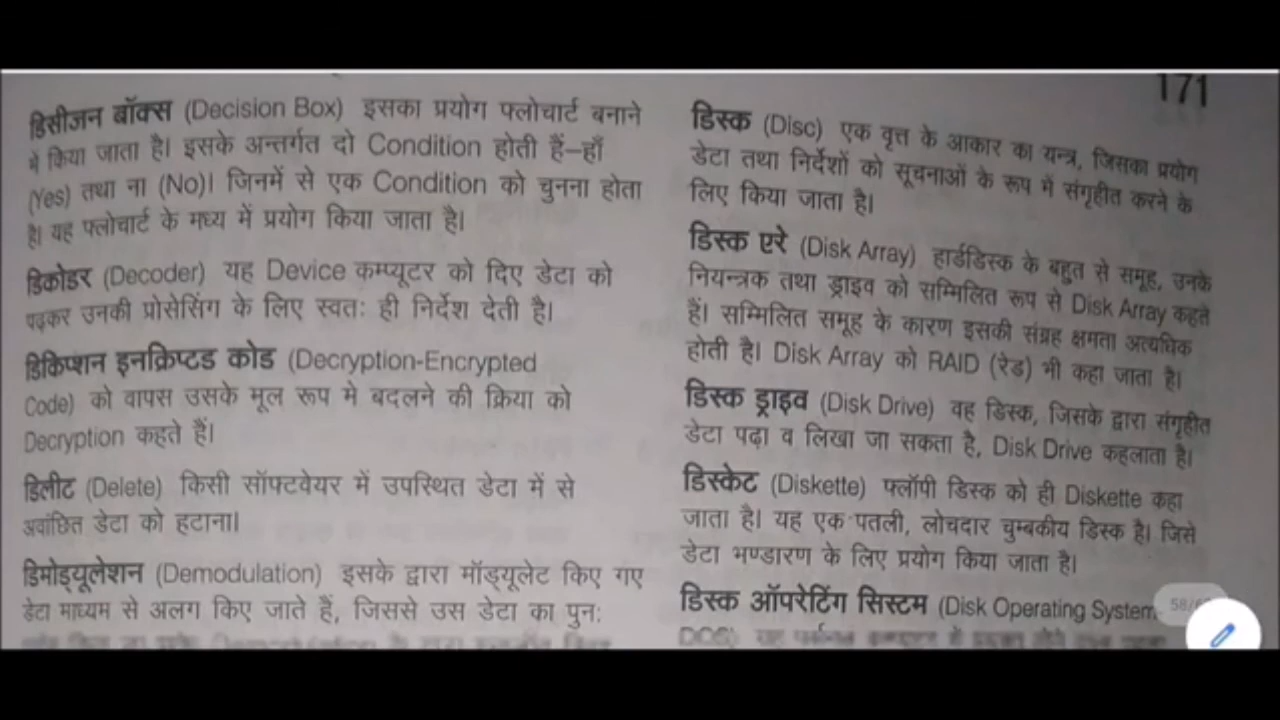 171
डिसीजन बॉक्स (Decision Box) इसका प्रयोग फ्लोचार्ट बनाने
में किया जाता है। इसके अन्तर्गत दो Condition होती हैं–हाँ
(Yes) तथा ना (No)। जिनमें से एक Condition को चुनना होता
है। यह फ्लोचार्ट के मध्य में प्रयोग किया जाता है।
डिकोडर (Decoder) यह Device कम्प्यूटर को दिए डेटा को
पढ़कर उनकी प्रोसेसिंग के लिए स्वतः ही निर्देश देती है।
डिकिप्शन इनक्रिप्टड कोड (Decryption-Encrypted
Code) को वापस उसके मूल रूप मे बदलने की क्रिया को
Decryption कहते हैं।
डिलीट (Delete) किसी सॉफ्टवेयर में उपस्थित डेटा में से
अवांछित डेटा को हटाना।
डिमोड्यूलेशन (Demodulation) इसके द्वारा मॉड्यूलेट किए गए
डेटा माध्यम से अलग किए जाते हैं, जिससे उस डेटा का पुनः
डिस्क (Disc) एक वृत्त के आकार का यन्त्र, जिसका प्रयोग
डेटा तथा निर्देशों को सूचनाओं के रूप में संगृहीत करने के
लिए किया जाता है।
डिस्क एरे (Disk Array) हार्डडिस्क के बहुत से समूह, उनके
नियन्त्रक तथा ड्राइव को सम्मिलित रूप से Disk Array कहते
हैं। सम्मिलित समूह के कारण इसकी संग्रह क्षमता अत्यधिक
होती है। Disk Array को RAID (रेड) भी कहा जाता है।
डिस्क ड्राइव (Disk Drive) वह डिस्क, जिसके द्वारा संगृहीत
डेटा पढ़ा व लिखा जा सकता है, Disk Drive कहलाता है।
डिस्केट (Diskette) फ्लॉपी डिस्क को ही Diskette कहा
जाता है। यह एक पतली, लोचदार चुम्बकीय डिस्क है। जिसे
डेटा भण्डारण के लिए प्रयोग किया जाता है।
डिस्क ऑपरेटिंग सिस्टम (Disk Operating System